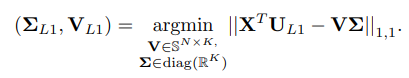 (Σ_{L1}, V_{L1}) = argmin_{V∈𝕊^{N×K}, Σ∈diag(ℝ^K)} ||X^T U_{L1} − VΣ||_{1,1}.